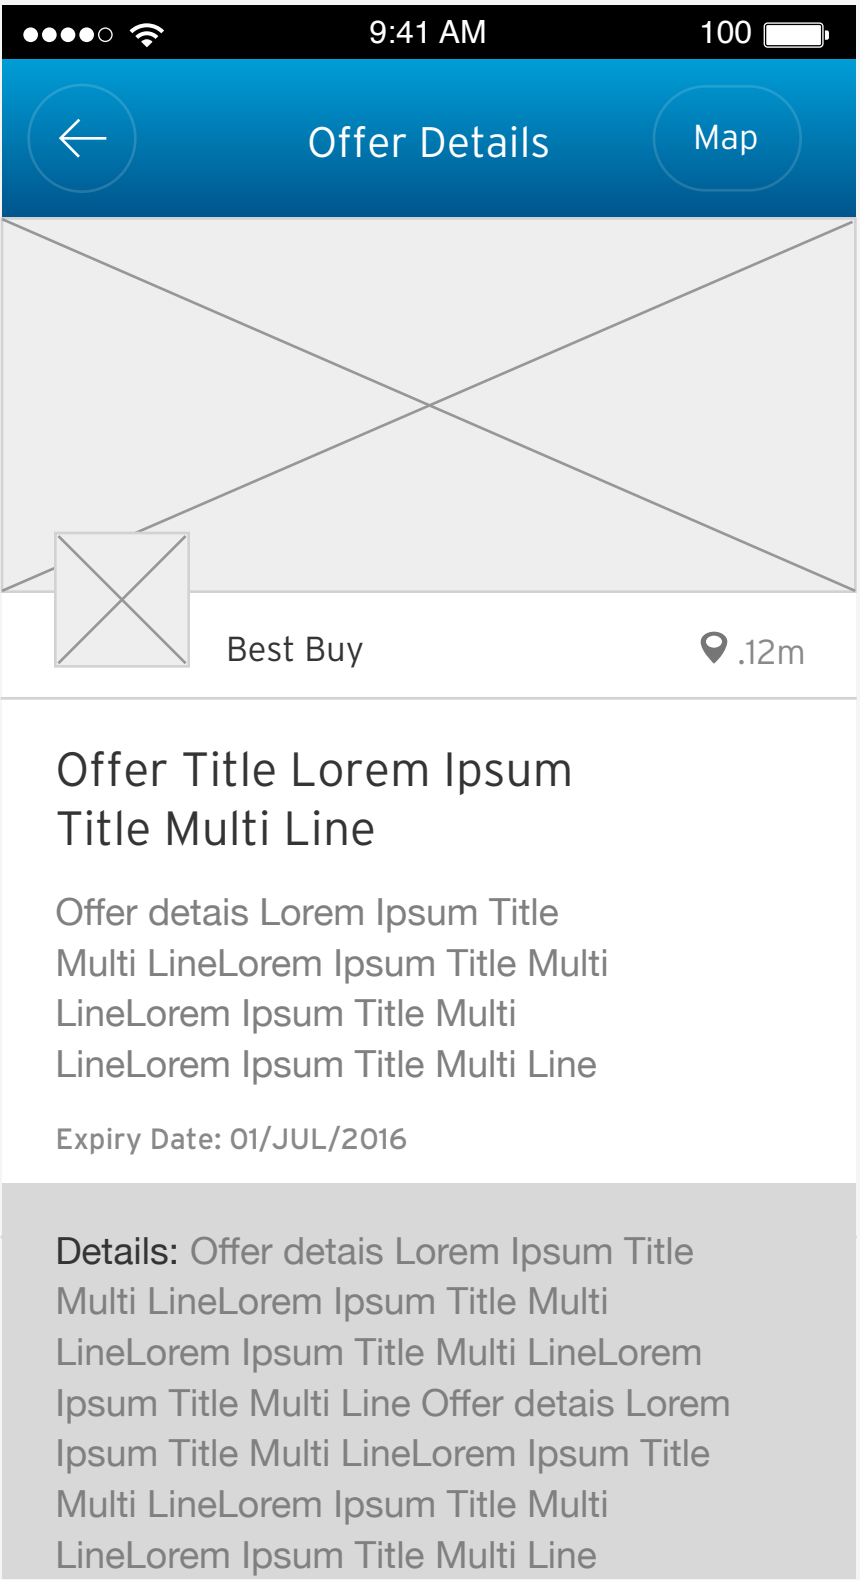 9:41 AM
100
Offer Details
Map
Best Buy
.12m
Offer Title Lorem Ipsum
Title Multi Line
Offer detais Lorem Ipsum Title
Multi LineLorem Ipsum Title Multi
LineLorem Ipsum Title Multi
LineLorem Ipsum Title Multi Line
Expiry Date: 01/JUL/2016
Details: Offer detais Lorem Ipsum Title
Multi LineLorem Ipsum Title Multi
LineLorem Ipsum Title Multi LineLorem
Ipsum Title Multi Line Offer detais Lorem
Ipsum Title Multi LineLorem Ipsum Title
Multi LineLorem Ipsum Title Multi
LineLorem Ipsum Title Multi Line